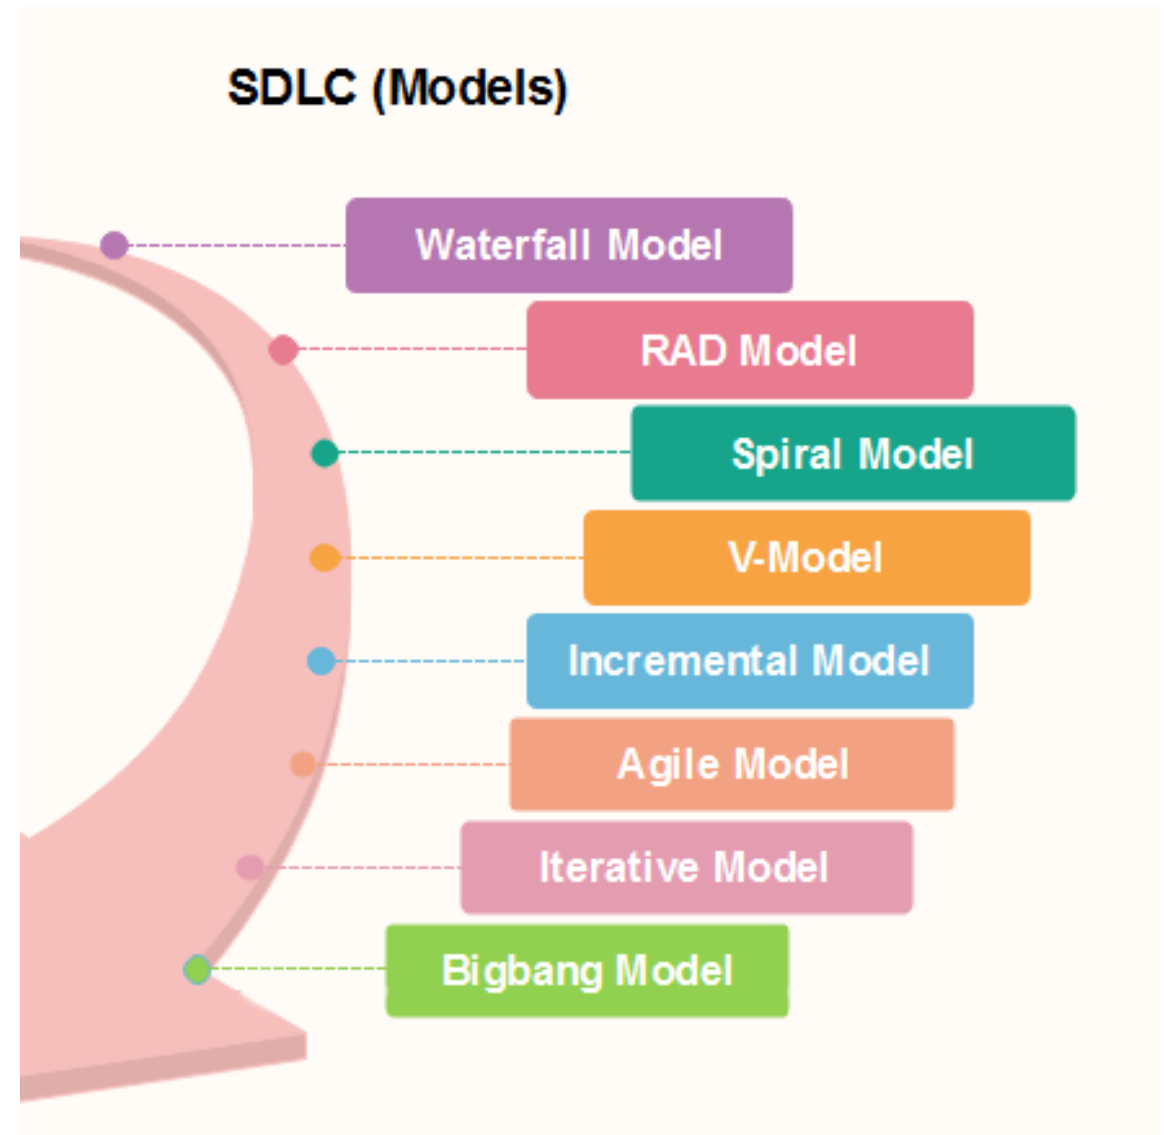 SDLC (Models)
Waterfall Model
RAD Model
Spiral Model
V-Model
Incremental Model
Agile Model
Iterative Model
Bigbang Model